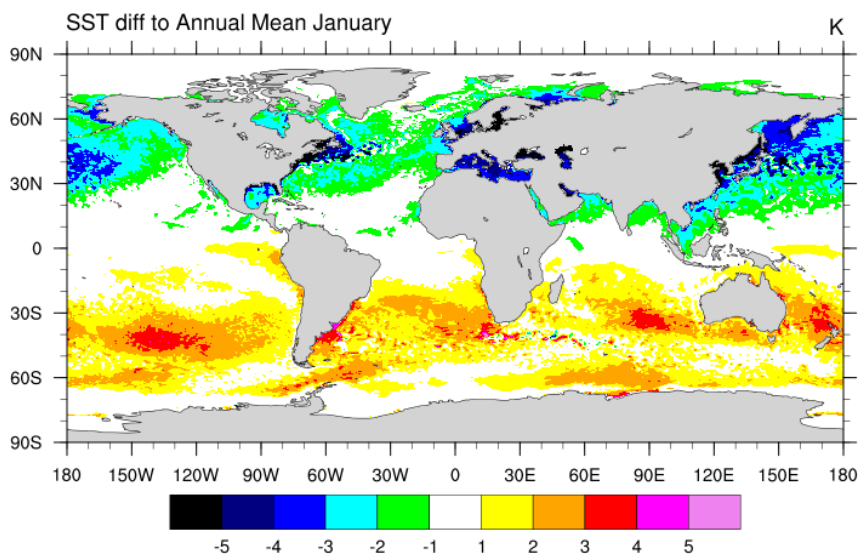 SST diff to Annual Mean January K
90N
60N
30N
0
30S
60S
90S
180 150W 120W 90W 60W 30W 0 30E 60E 90E 120E 150E 180
-5 -4 -3 -2 -1 1 2 3 4 5